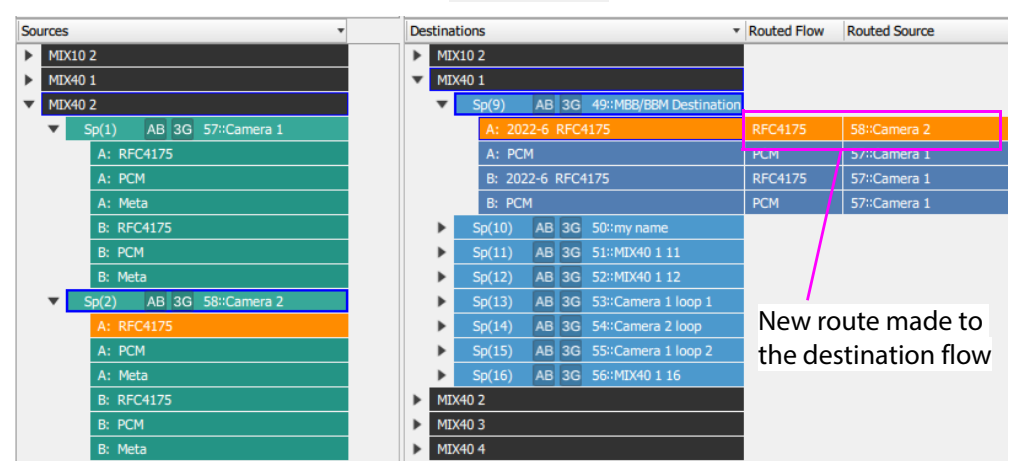 Sources
MIX10 2
MIX40 1
MIX40 2
Sp(1) AB 3G 57::Camera 1
A: RFC4175
A: PCM
A: Meta
B: RFC4175
B: PCM
B: Meta
Sp(2) AB 3G 58::Camera 2
A: RFC4175
A: PCM
A: Meta
B: RFC4175
B: PCM
B: Meta
Destinations Routed Flow Routed Source
MIX10 2
MIX40 1
Sp(9) AB 3G 49::MBB/BBM Destination
A: 2022-6 RFC4175 RFC4175 58::Camera 2
A: PCM PCM 57::Camera 1
B: 2022-6 RFC4175 RFC4175 57::Camera 1
B: PCM PCM 57::Camera 1
Sp(10) AB 3G 50::my name
Sp(11) AB 3G 51::MIX40 1 11
Sp(12) AB 3G 52::MIX40 1 12
Sp(13) AB 3G 53::Camera 1 loop 1
Sp(14) AB 3G 54::Camera 2 loop
Sp(15) AB 3G 55::Camera 1 loop 2
Sp(16) AB 3G 56::MIX40 1 16
MIX40 2
MIX40 3
MIX40 4
New route made to
the destination flow